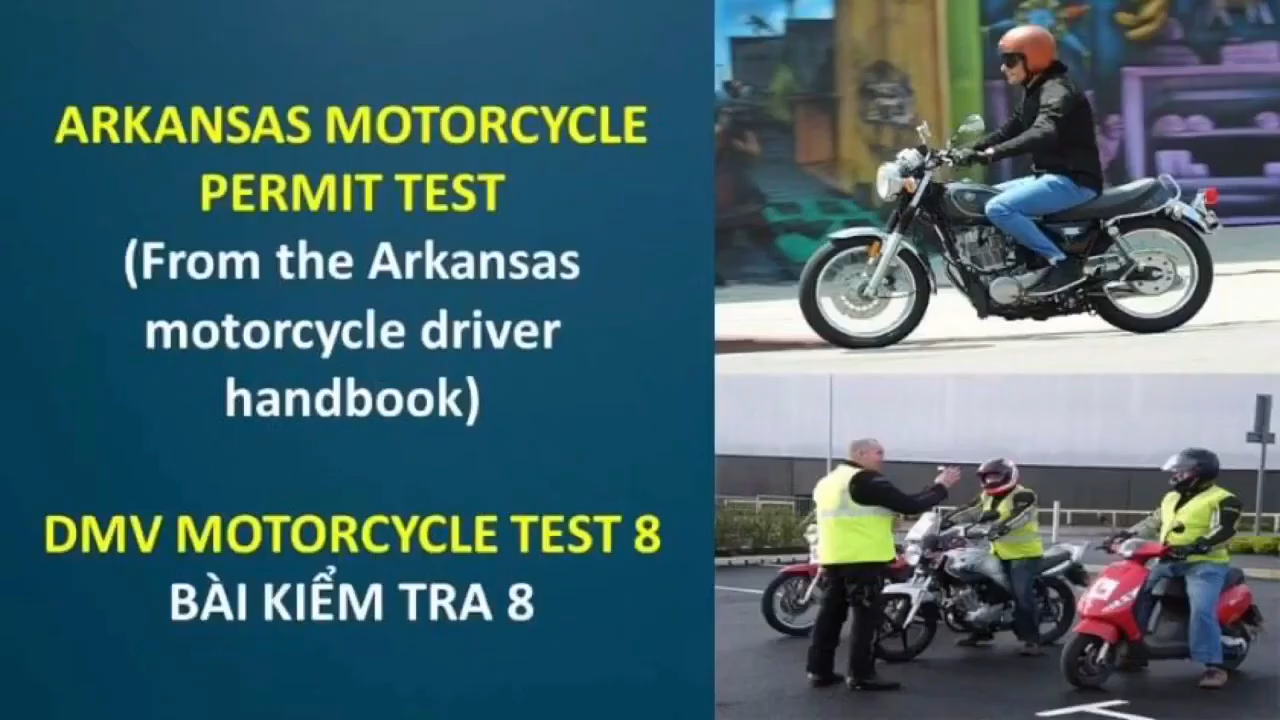 ARKANSAS MOTORCYCLE
PERMIT TEST
(From the Arkansas
motorcycle driver
handbook)
DMV MOTORCYCLE TEST 8
BÀI KIỂM TRA 8